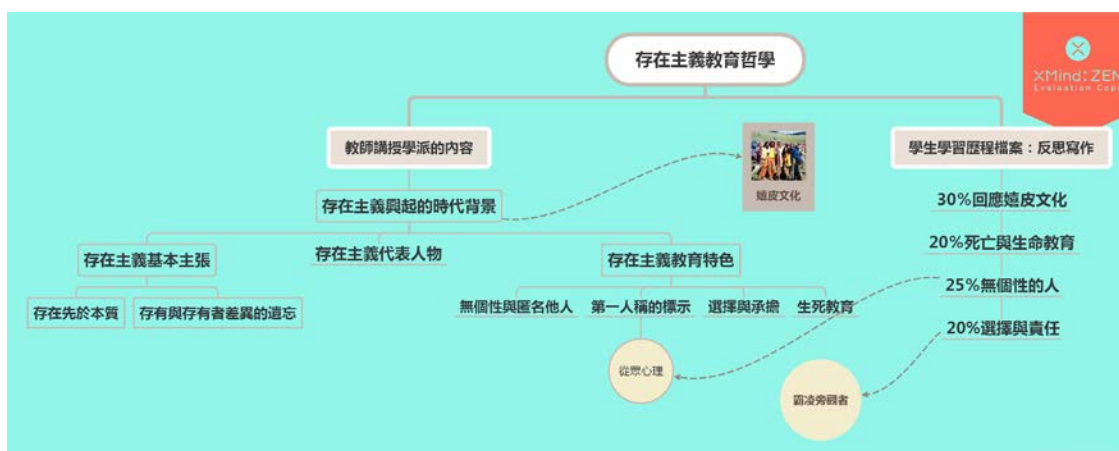 存在主義教育哲學
XMind: ZEN
Evaluation Copy
教師講授學派的內容
學生學習歷程檔案：反思寫作
嬉皮文化
存在主義興起的時代背景
30%回應嬉皮文化
存在主義基本主張
存在主義代表人物
存在主義教育特色
20%死亡與生命教育
25%無個性的人
存在先於本質
存有與存有者差異的遺忘
無個性與匿名他人
第一人稱的標示
選擇與承擔
生死教育
20%選擇與責任
從眾心理
霸凌旁觀者